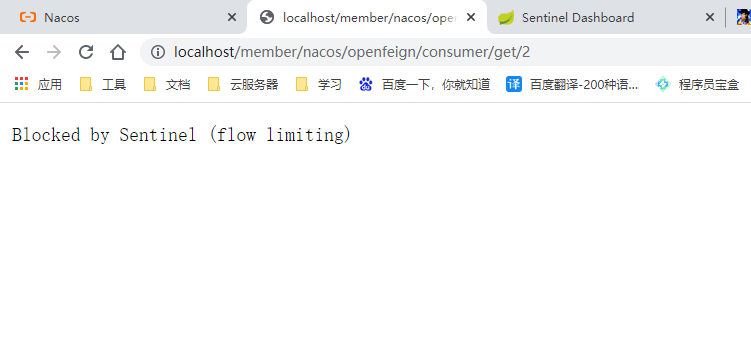 Nacos
localhost/member/nacos/open
Sentinel Dashboard
localhost/member/nacos/openfeign/consumer/get/2
应用
工具
文档
云服务器
学习
百度一下，你就知道
译
百度翻译-200种语...
程序员宝盒
Blocked by Sentinel (flow limiting)